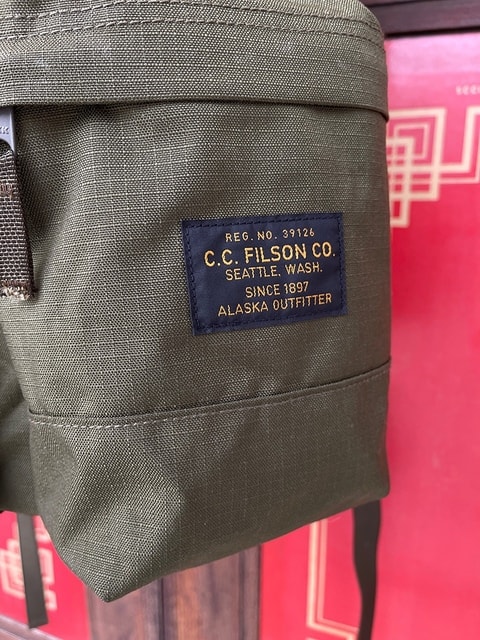 REG. NO. 39126
C.C. FILSON CO.
SEATTLE, WASH.
SINCE 1897
ALASKA OUTFITTER